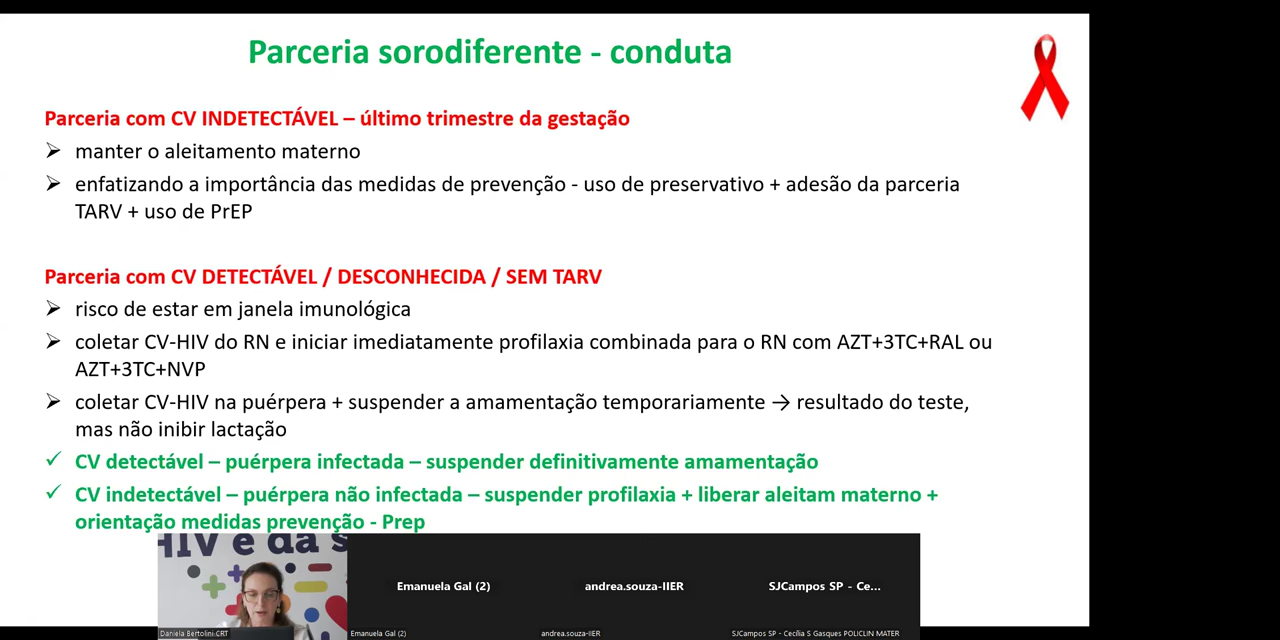 Parceria sorodiferente - conduta
Parceria com CV INDETECTÁVEL – último trimestre da gestação
➢ manter o aleitamento materno
➢ enfatizando a importância das medidas de prevenção - uso de preservativo + adesão da parceria
TARV + uso de PrEP
Parceria com CV DETECTÁVEL / DESCONHECIDA / SEM TARV
➢ risco de estar em janela imunológica
➢ coletar CV-HIV do RN e iniciar imediatamente profilaxia combinada para o RN com AZT+3TC+RAL ou
AZT+3TC+NVP
➢ coletar CV-HIV na puérpera + suspender a amamentação temporariamente → resultado do teste,
mas não inibir lactação
✓ CV detectável – puérpera infectada – suspender definitivamente amamentação
✓ CV indetectável – puérpera não infectada – suspender profilaxia + liberar aleitam materno +
orientação medidas prevenção - Prep
HIV e da s
Emanuela Gal (2)
andrea.souza-IIER
SJCampos SP - Ce...
Daniela Bertolini CRT
Emanuela Gal (2)
andrea.souza-IIER
SJCampos SP - Cecília S Gasques POLICLIN MATER